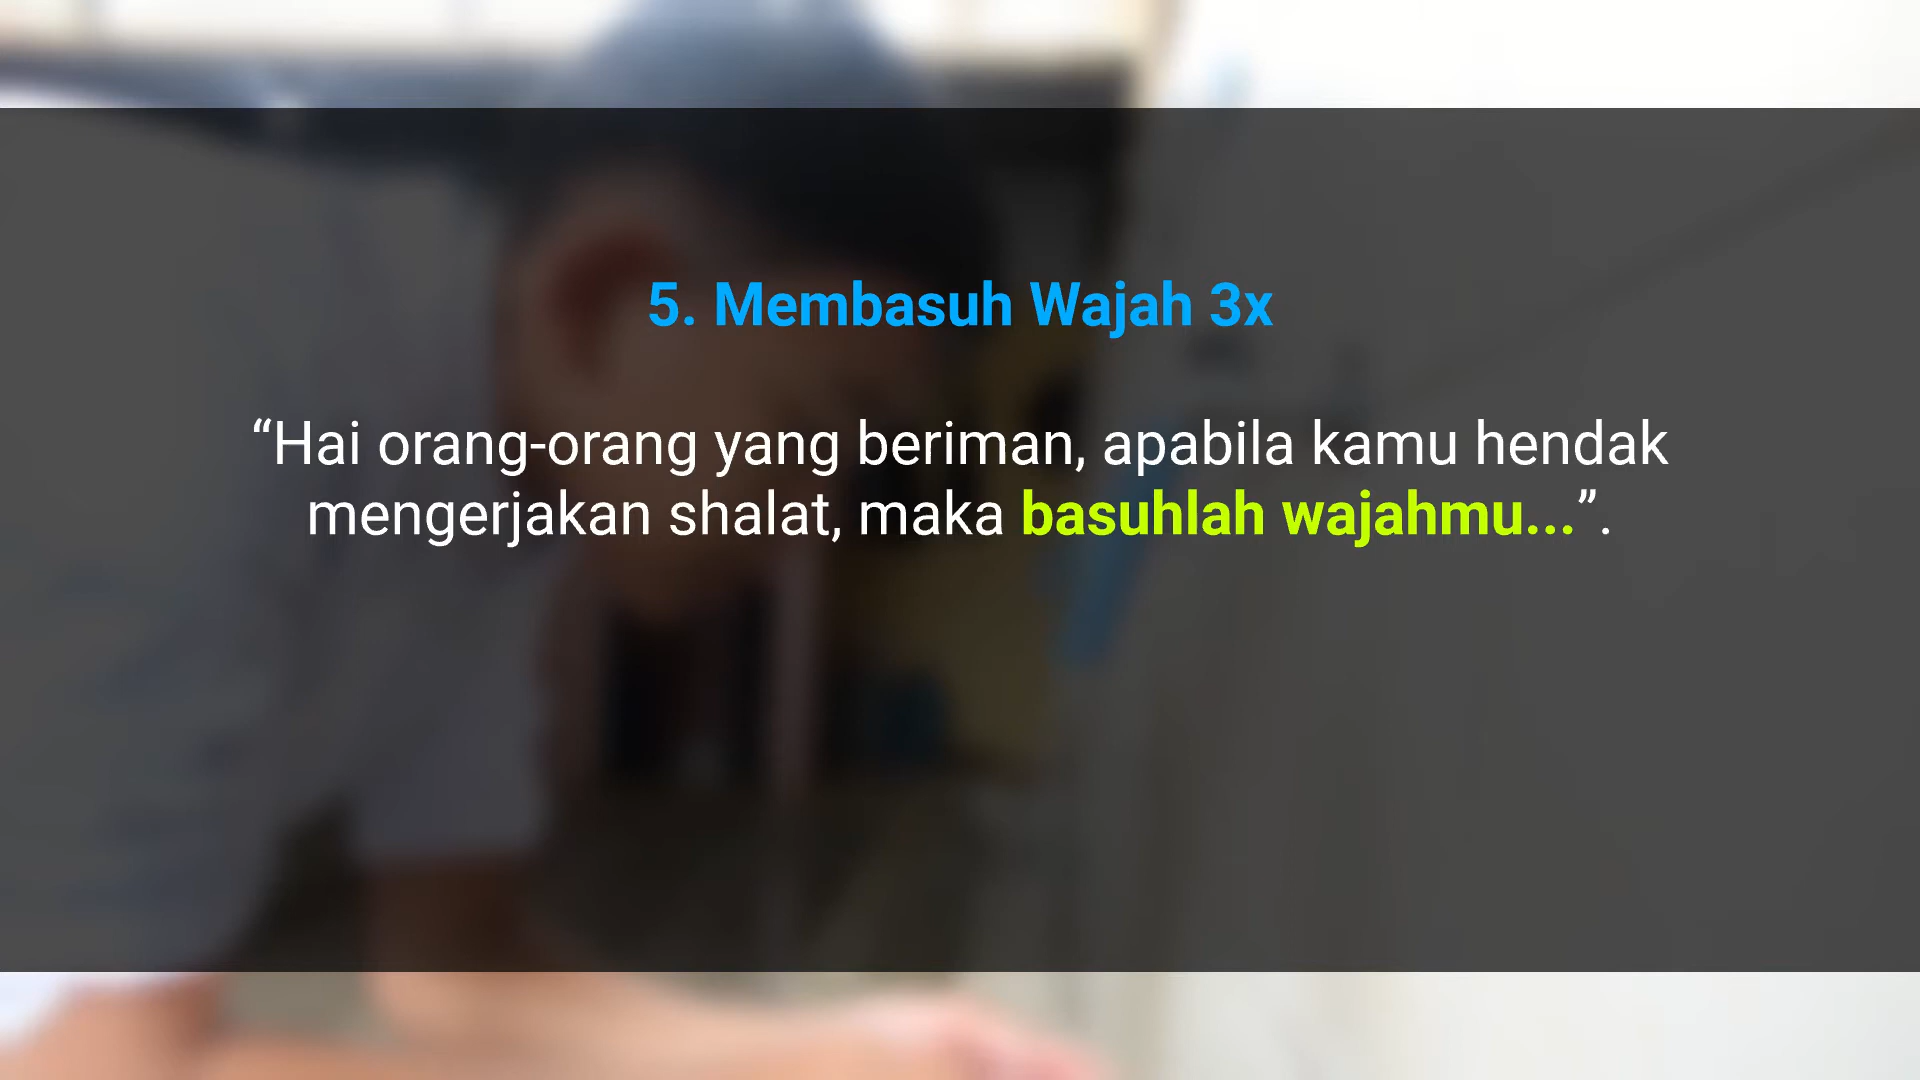 5. Membasuh Wajah 3x
“Hai orang-orang yang beriman, apabila kamu hendak
mengerjakan shalat, maka basuhlah wajahmu...”.